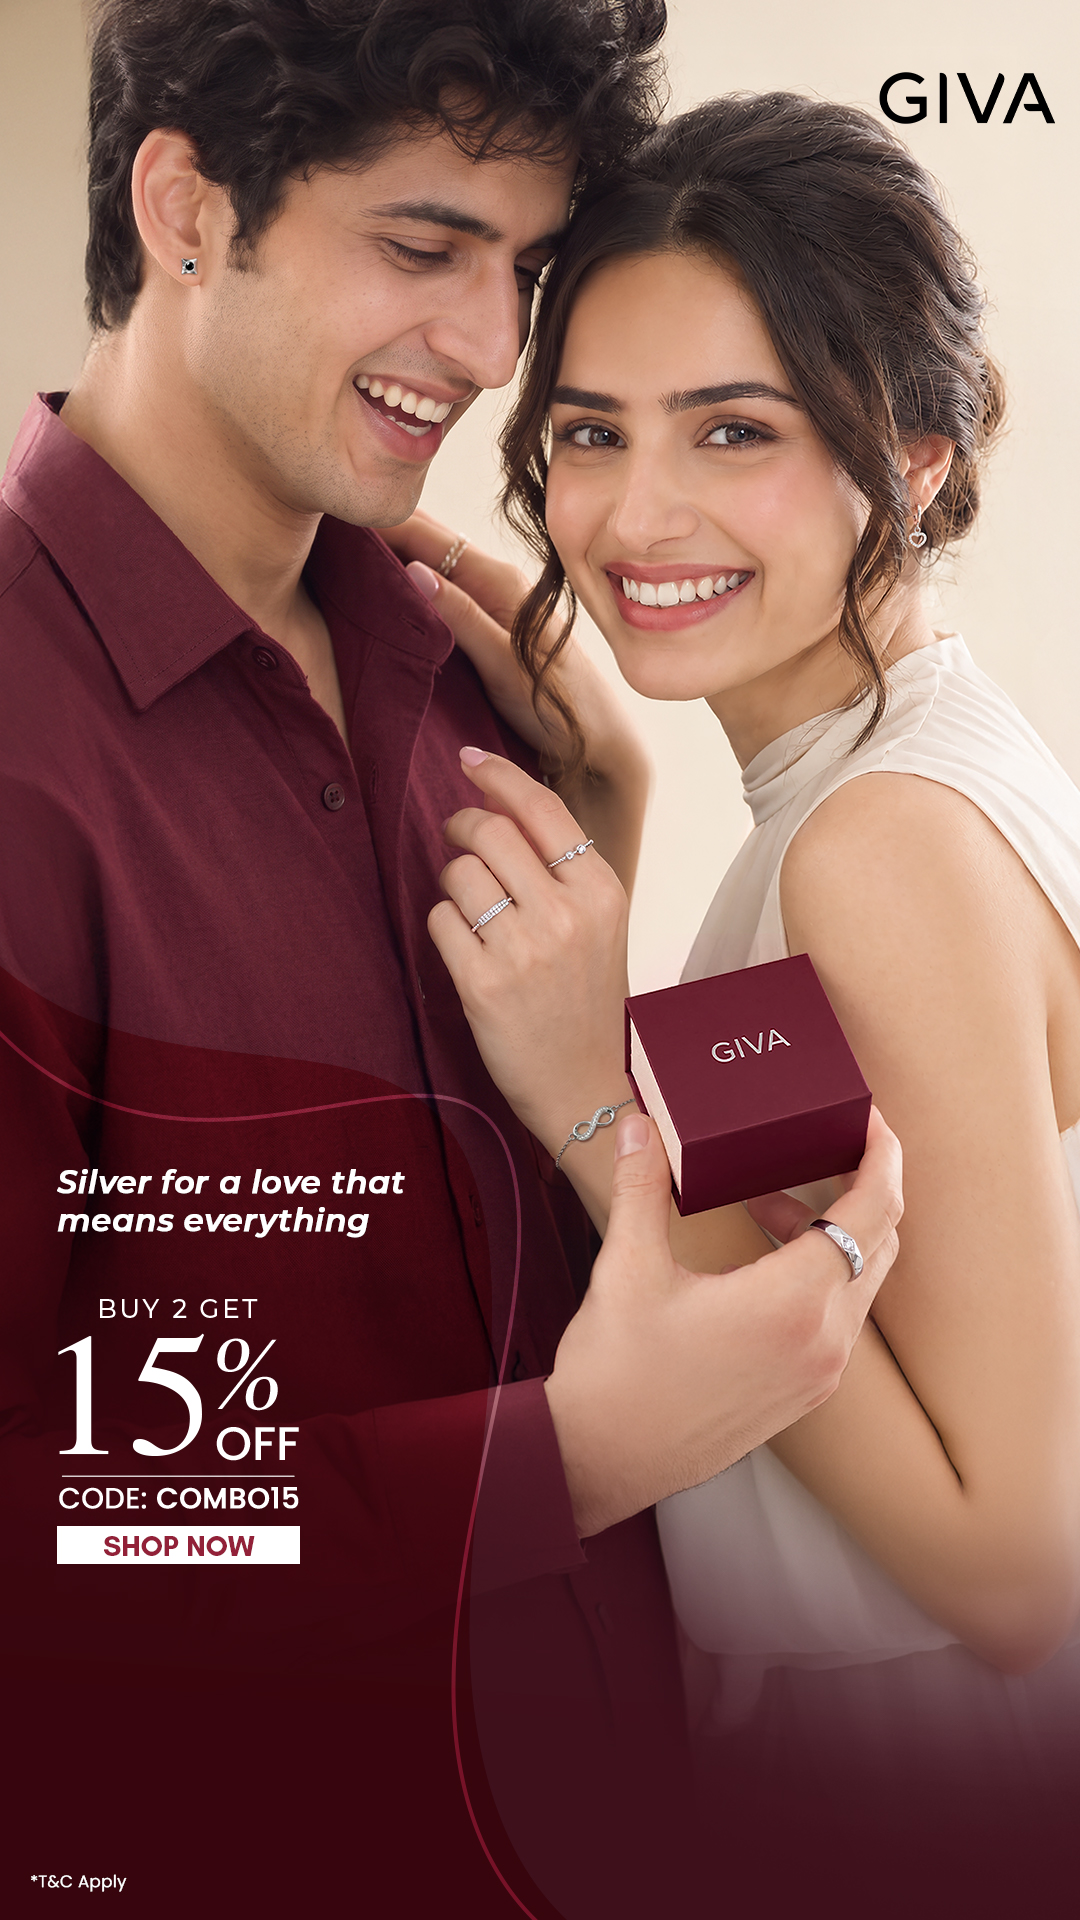 GIVA
GIVA
Silver for a love that
means everything
BUY 2 GET
15%
OFF
CODE: COMBO15
SHOP NOW
*T&C Apply